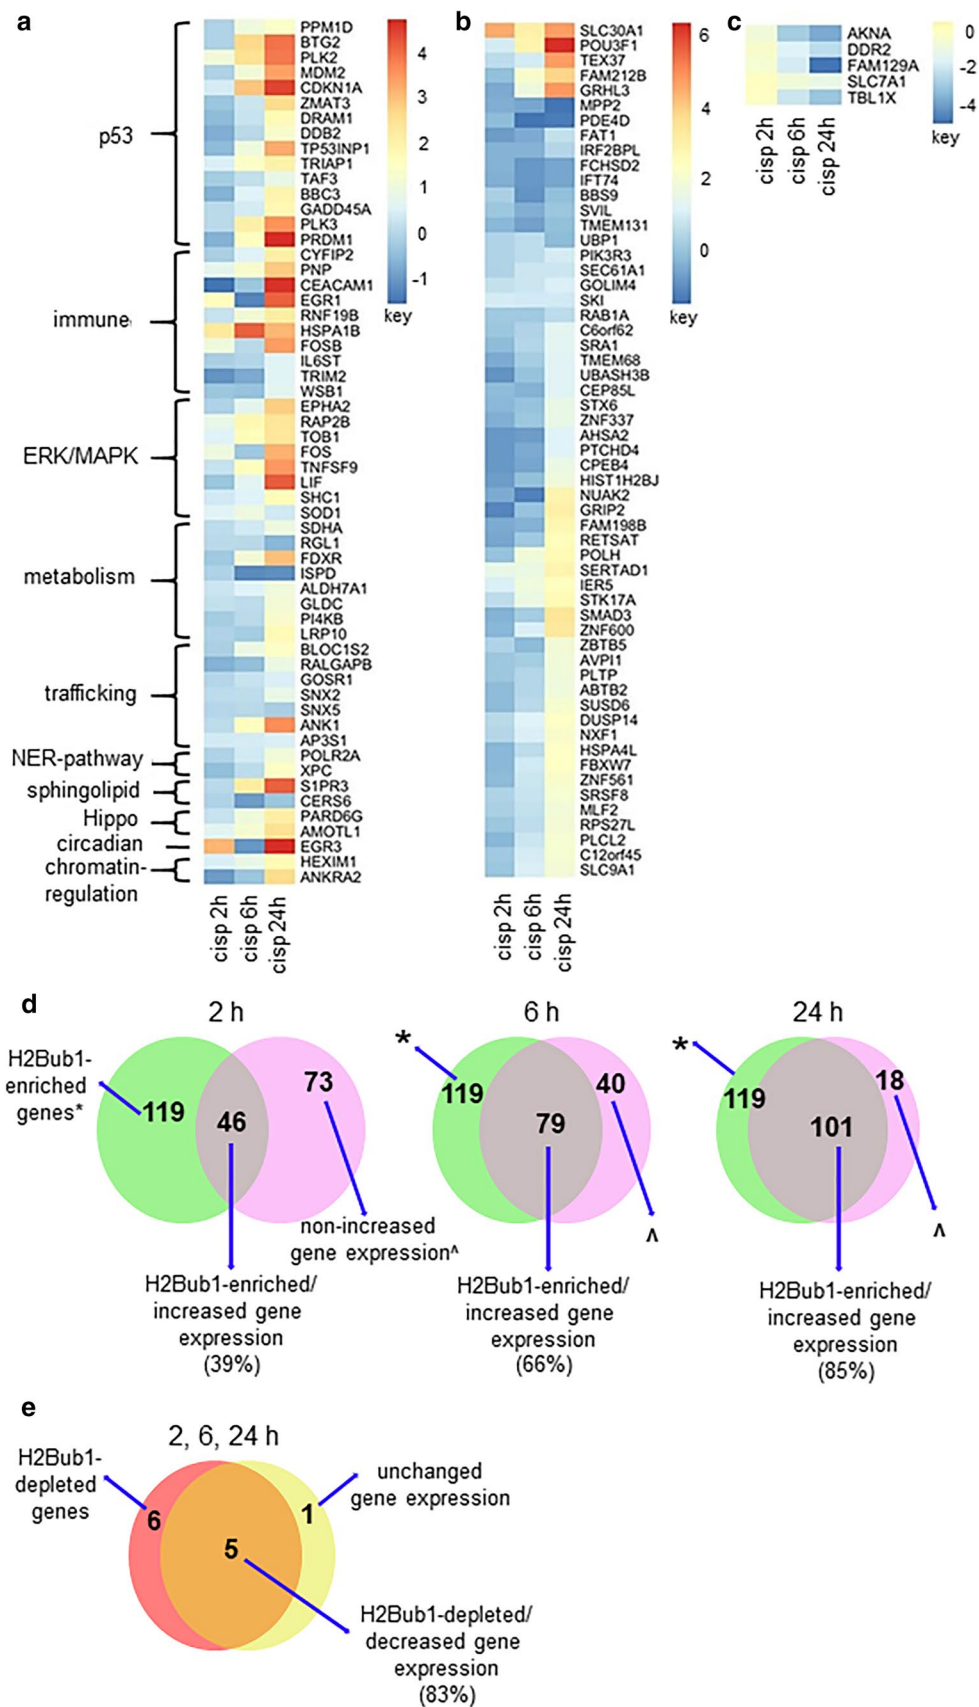 a
PPM1D
BTG2
PLK2
MDM2
CDKN1A
ZMAT3
DRAM1
DDB2
TP53INP1
TRIAP1
TAF3
BBC3
GADD45A
PLK3
PRDM1
CYFIP2
PNP
CEACAM1
EGR1
RNF19B
HSPA1B
FOSB
IL6ST
TRIM2
WSB1
EPHA2
RAP2B
TOB1
FOS
TNFSF9
LIF
SHC1
SOD1
SDHA
RGL1
FDXR
ISPD
ALDH7A1
GLDC
PI4KB
LRP10
BLOC1S2
RALGAPB
GOSR1
SNX2
SNX5
ANK1
AP3S1
POLR2A
XPC
S1PR3
CERS6
PARD6G
AMOTL1
EGR3
HEXIM1
ANKRA2
p53
immune
ERK/MAPK
metabolism
trafficking
NER-pathway
sphingolipid
Hippo
circadian
chromatin-
regulation
4
3
2
1
0
-1
key
cisp 2h
cisp 6h
cisp 24h
b
SLC30A1
POU3F1
TEX37
FAM212B
GRHL3
MPP2
PDE4D
FAT1
IRF2BPL
FCHSD2
IFT74
BBS9
SVIL
TMEM131
UBP1
PIK3R3
SEC61A1
GOLIM4
SKI
RAB1A
C6orf62
SRA1
TMEM68
UBASH3B
CEP85L
STX6
ZNF337
AHSA2
PTCHD4
CPEB4
HIST1H2BJ
NUAK2
GRIP2
FAM198B
RETSAT
POLH
SERTAD1
IER5
STK17A
SMAD3
ZNF600
ZBTB5
AVPI1
PLTP
ABTB2
SUSD6
DUSP14
NXF1
HSPA4L
FBXW7
ZNF561
SRSF8
MLF2
RPS27L
PLCL2
C12orf45
SLC9A1
6
4
2
0
key
cisp 2h
cisp 6h
cisp 24h
c
AKNA
DDR2
FAM129A
SLC7A1
TBL1X
0
-2
-4
key
cisp 2h
cisp 6h
cisp 24h
d
2 h
H2Bub1-
enriched
genes*
119
46
73
non-increased
gene expression^
H2Bub1-enriched/
increased gene
expression
(39%)
6 h
*
119
79
40
^
H2Bub1-enriched/
increased gene
expression
(66%)
24 h
*
119
101
18
^
H2Bub1-enriched/
increased gene
expression
(85%)
e
2, 6, 24 h
H2Bub1-
depleted
genes
6
5
1
unchanged
gene expression
H2Bub1-depleted/
decreased gene
expression
(83%)